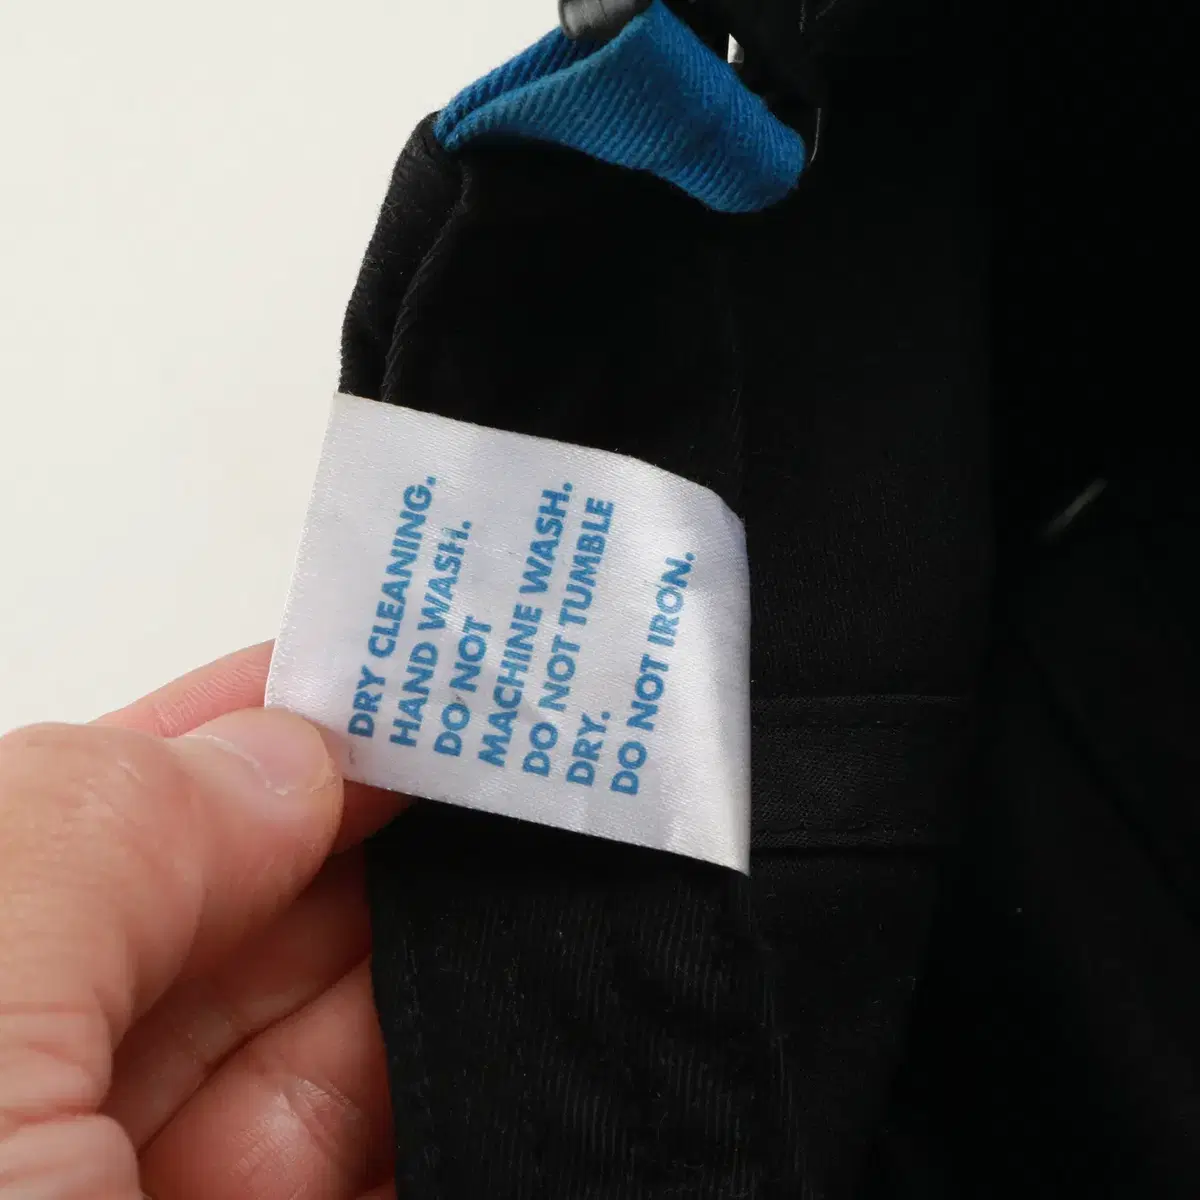 DRY CLEANING.
HAND WASH.
DO NOT
MACHINE WASH.
DO NOT TUMBLE
DRY.
DO NOT IRON.